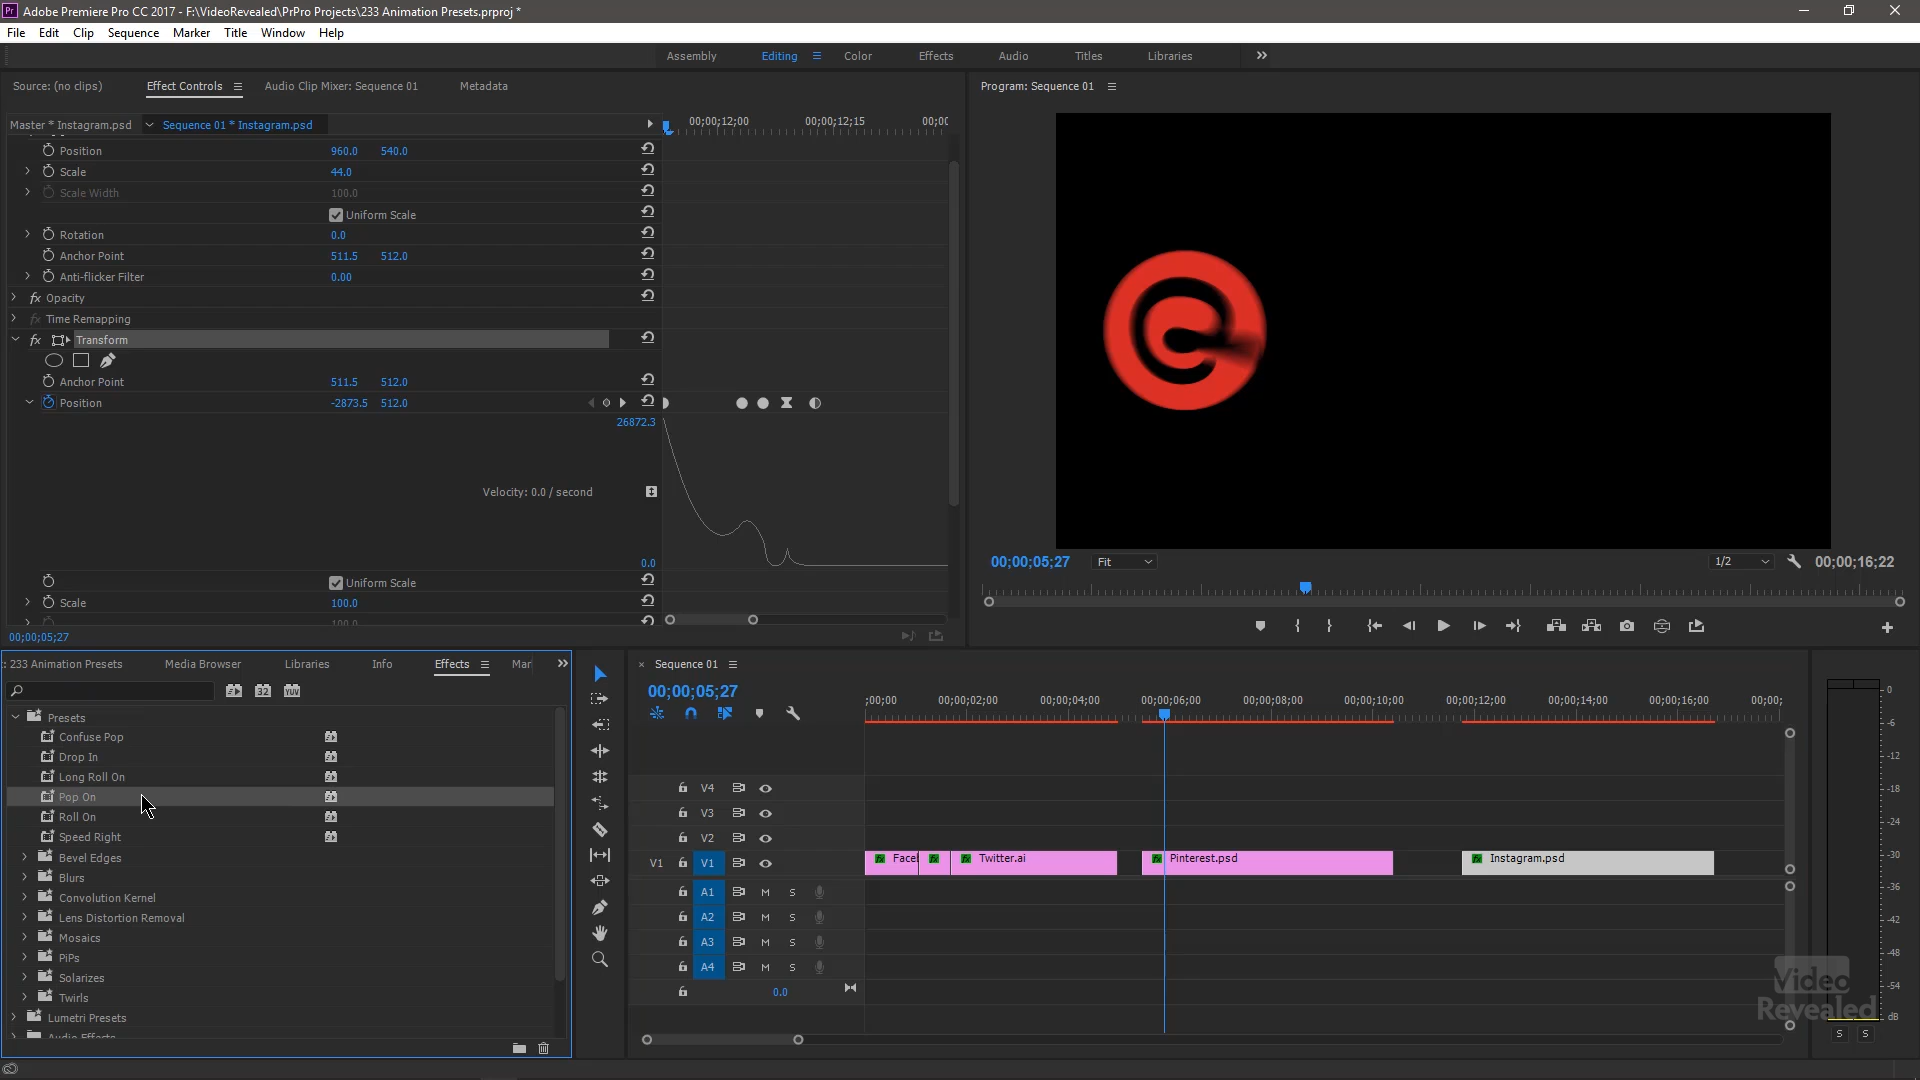 Pr Adobe Premiere Pro CC 2017 - F:\VideoRevealed\PrPro Projects\233 Animation Presets.prproj *
File Edit Clip Sequence Marker Title Window Help
Assembly Editing Color Effects Audio Titles Libraries
Source: (no clips) Effect Controls Audio Clip Mixer: Sequence 01 Metadata
Program: Sequence 01
Master * Instagram.psd Sequence 01 * Instagram.psd
00;00;12;00 00;00;12;15
Position 960.0 540.0
Scale 44.0
Scale Width 100.0
Uniform Scale
Rotation 0.0
Anchor Point 511.5 512.0
Anti-flicker Filter 0.00
fx Opacity
fx Time Remapping
fx Transform
Anchor Point 511.5 512.0
Position -2873.5 512.0
26872.3
Velocity: 0.0 / second
0.0
Uniform Scale
Scale 100.0
100.0
00;00;05;27
00;00;05;27 Fit 1/2 00;00;16;22
: 233 Animation Presets Media Browser Libraries Info Effects Mar
32 YUV
Presets
Confuse Pop
Drop In
Long Roll On
Pop On
Roll On
Speed Right
Bevel Edges
Blurs
Convolution Kernel
Lens Distortion Removal
Mosaics
PiPs
Solarizes
Twirls
Lumetri Presets
Audio Effects
× Sequence 01
00;00;05;27
;00;00 00;00;02;00 00;00;04;00 00;00;06;00 00;00;08;00 00;00;10;00 00;00;12;00 00;00;14;00 00;00;16;00 00;00;
V4
V3
V2
V1 V1 fx Facel fx fx Twitter.ai fx Pinterest.psd fx Instagram.psd
A1 M S
A2 M S
A3 M S
A4 M S
0.0
0
-6
-12
-18
-24
-30
-36
-42
-48
-54
dB
S S
Video
Revealed